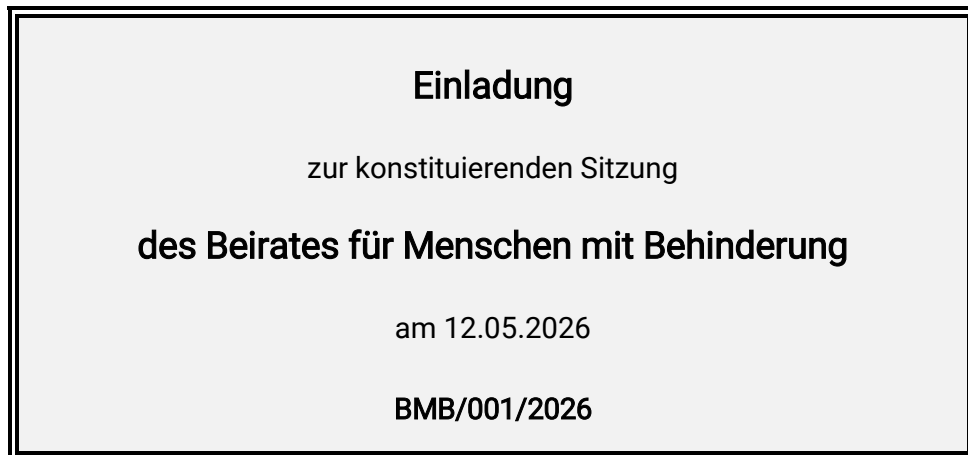 Einladung
zur konstituierenden Sitzung
des Beirates für Menschen mit Behinderung
am 12.05.2026
BMB/001/2026